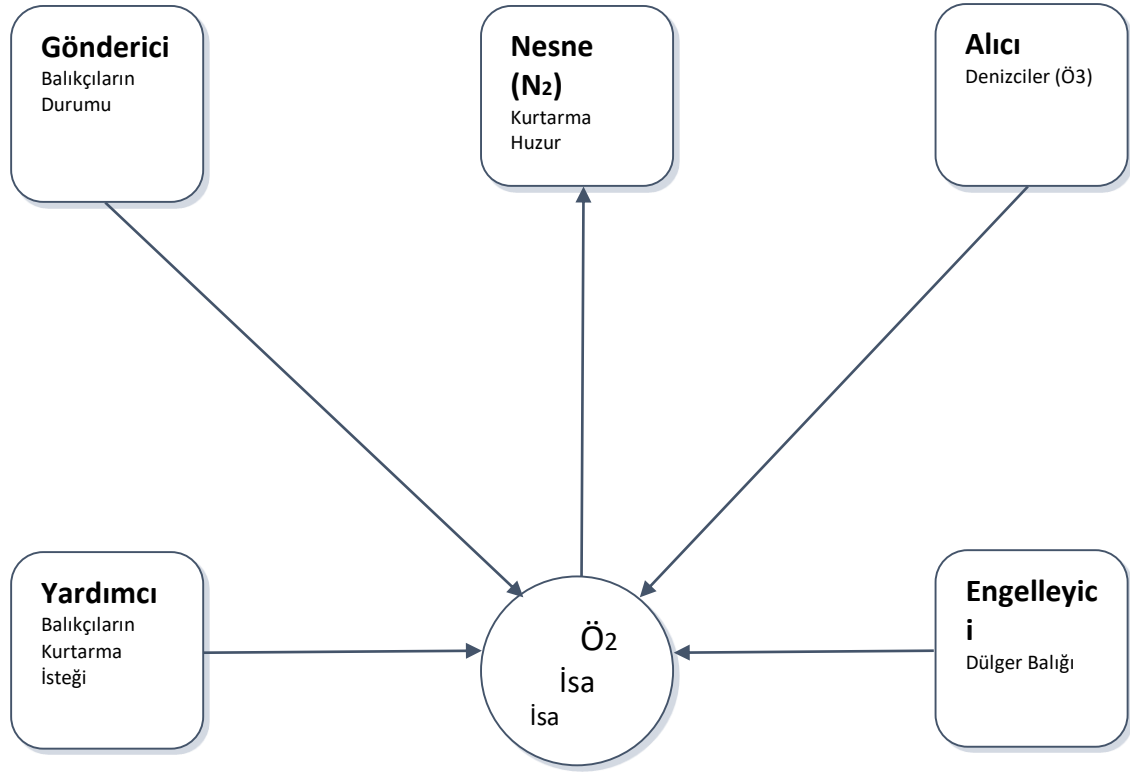 Gönderici
Balıkçıların
Durumu
Nesne
(N2)
Kurtarma
Huzur
Alıcı
Denizciler (Ö3)
Yardımcı
Balıkçıların
Kurtarma
İsteği
Ö2
İsa
İsa
Engelleyic
i
Dülger Balığı